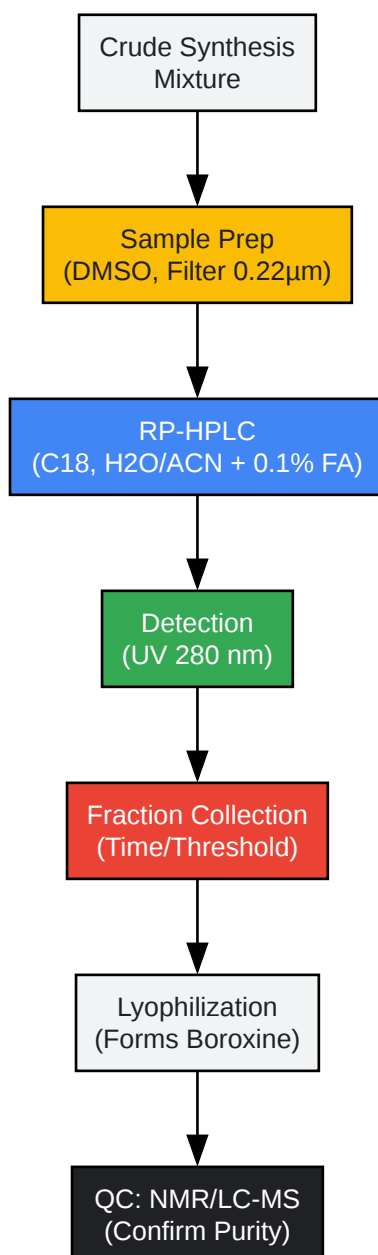 Crude Synthesis
Mixture
Sample Prep
(DMSO, Filter 0.22µm)
RP-HPLC
(C18, H2O/ACN + 0.1% FA)
Detection
(UV 280 nm)
Fraction Collection
(Time/Threshold)
Lyophilization
(Forms Boroxine)
QC: NMR/LC-MS
(Confirm Purity)